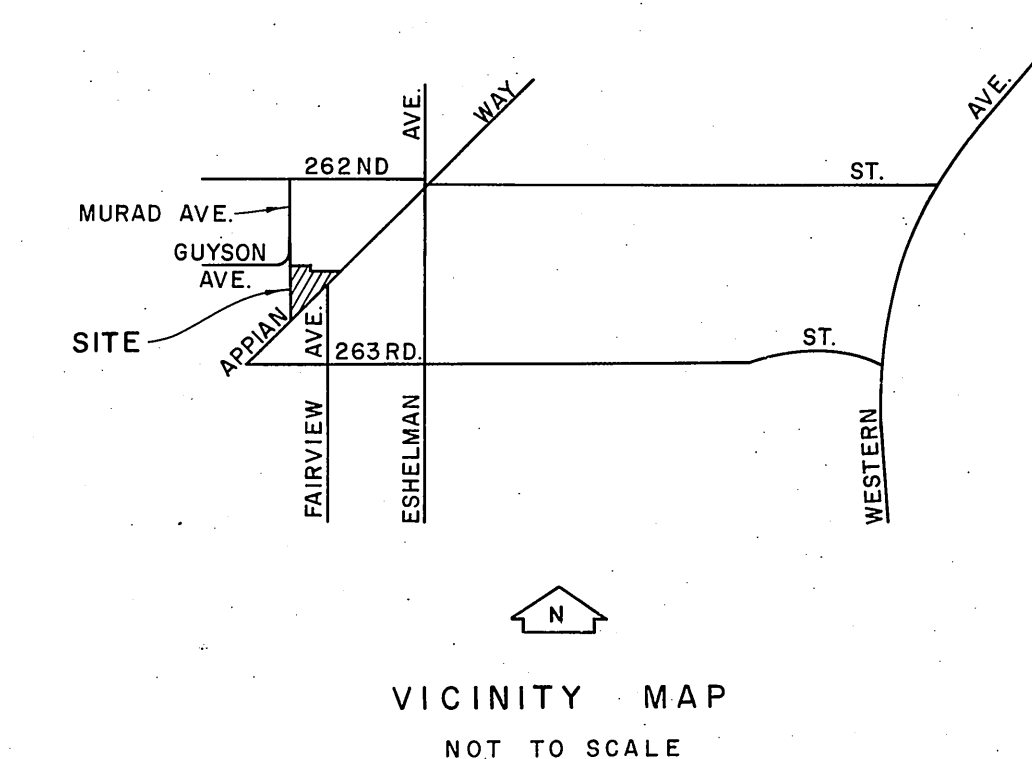 AVE.
WAY
AVE.
262ND
ST.
MURAD AVE.
GUYSON
AVE.
SITE
APPIAN
AVE.
263RD.
ST.
FAIRVIEW
ESHELMAN
WESTERN
N
VICINITY MAP
NOT TO SCALE